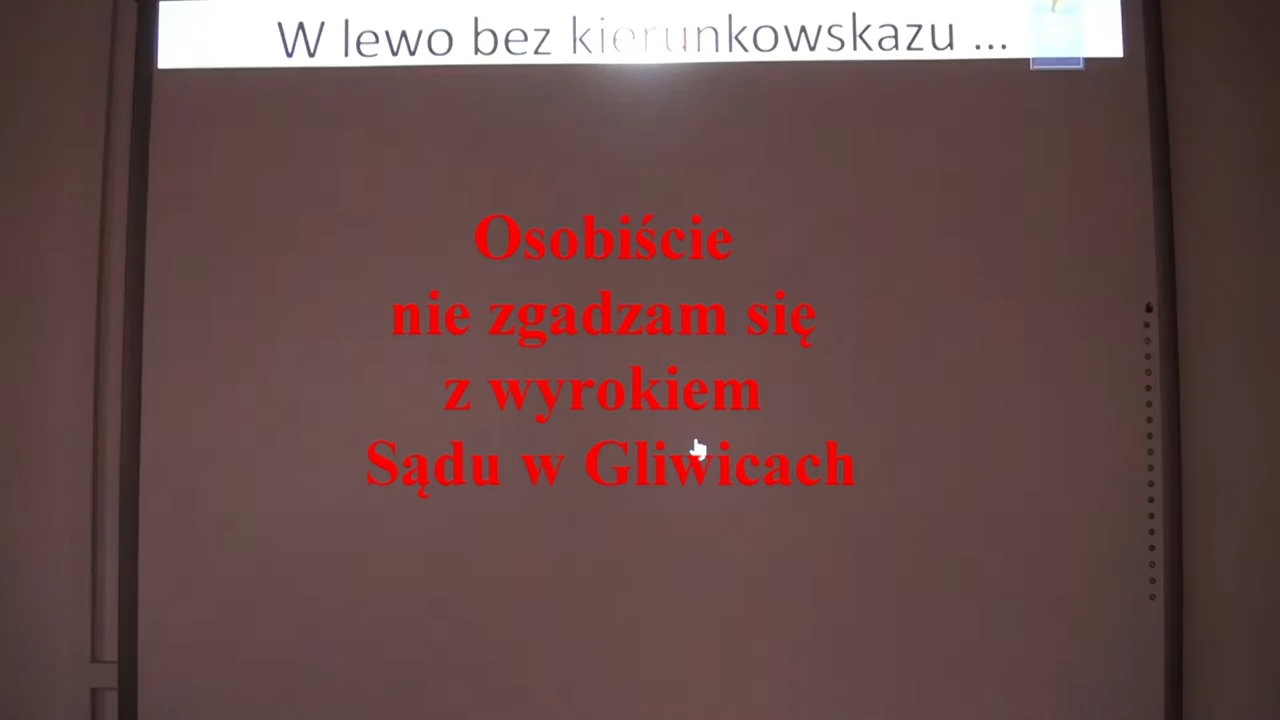 W lewo bez kierunkowskazu ...
Osobiście
nie zgadzam się
z wyrokiem
Sądu w Gliwicach